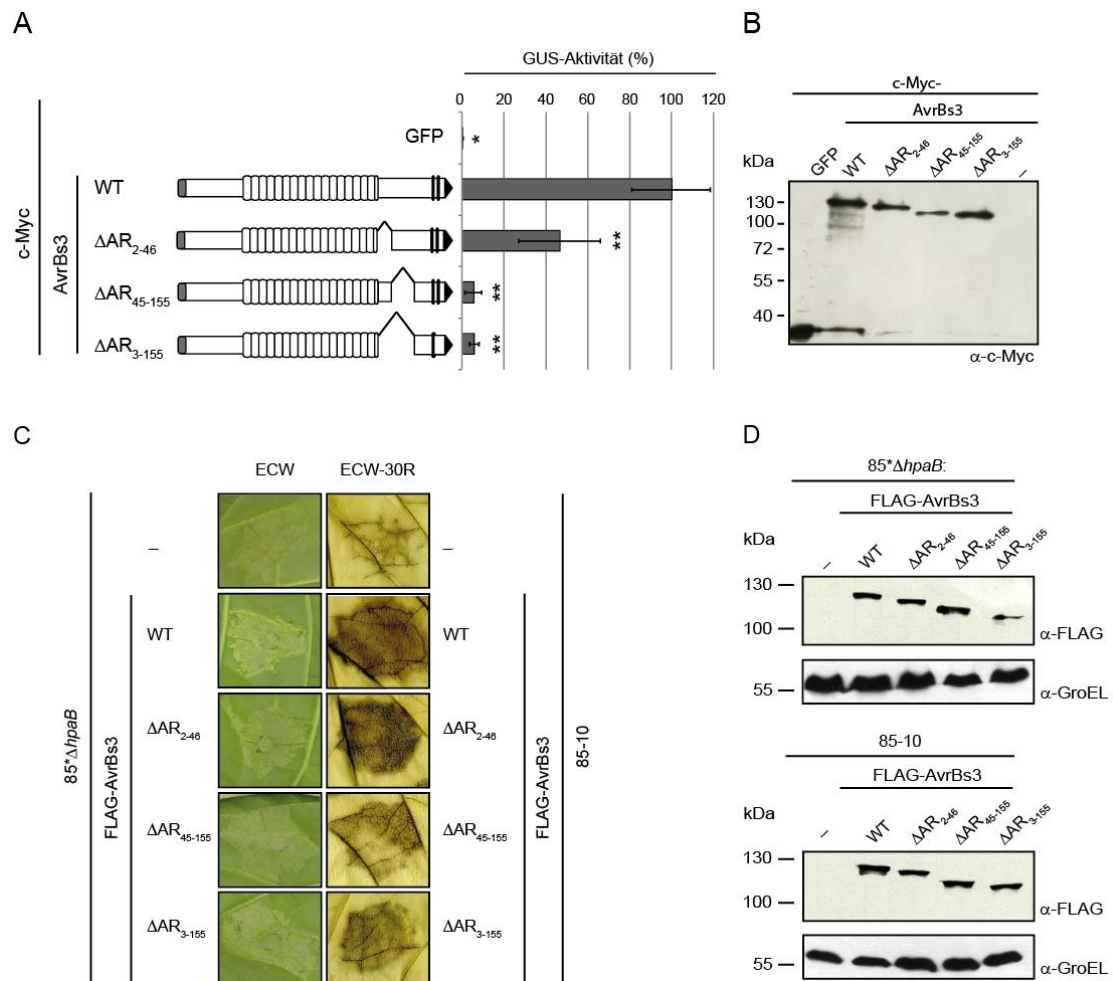 A
GUS-Aktivität (%)
0 20 40 60 80 100 120
c-Myc
AvrBs3
GFP
*
WT
ΔAR2-46
**
ΔAR45-155
**
ΔAR3-155
**
B
c-Myc-
AvrBs3
kDa
GFP WT ΔAR2-46 ΔAR45-155 ΔAR3-155 –
130
100
72
55
40
α-c-Myc
C
ECW ECW-30R
85*ΔhpaB
FLAG-AvrBs3
– –
WT WT
ΔAR2-46 ΔAR2-46
ΔAR45-155 ΔAR45-155
ΔAR3-155 ΔAR3-155
FLAG-AvrBs3
85-10
D
85*ΔhpaB:
FLAG-AvrBs3
kDa
– WT ΔAR2-46 ΔAR45-155 ΔAR3-155
130
100
α-FLAG
55
α-GroEL
85-10
FLAG-AvrBs3
kDa
– WT ΔAR2-46 ΔAR45-155 ΔAR3-155
130
100
α-FLAG
55
α-GroEL